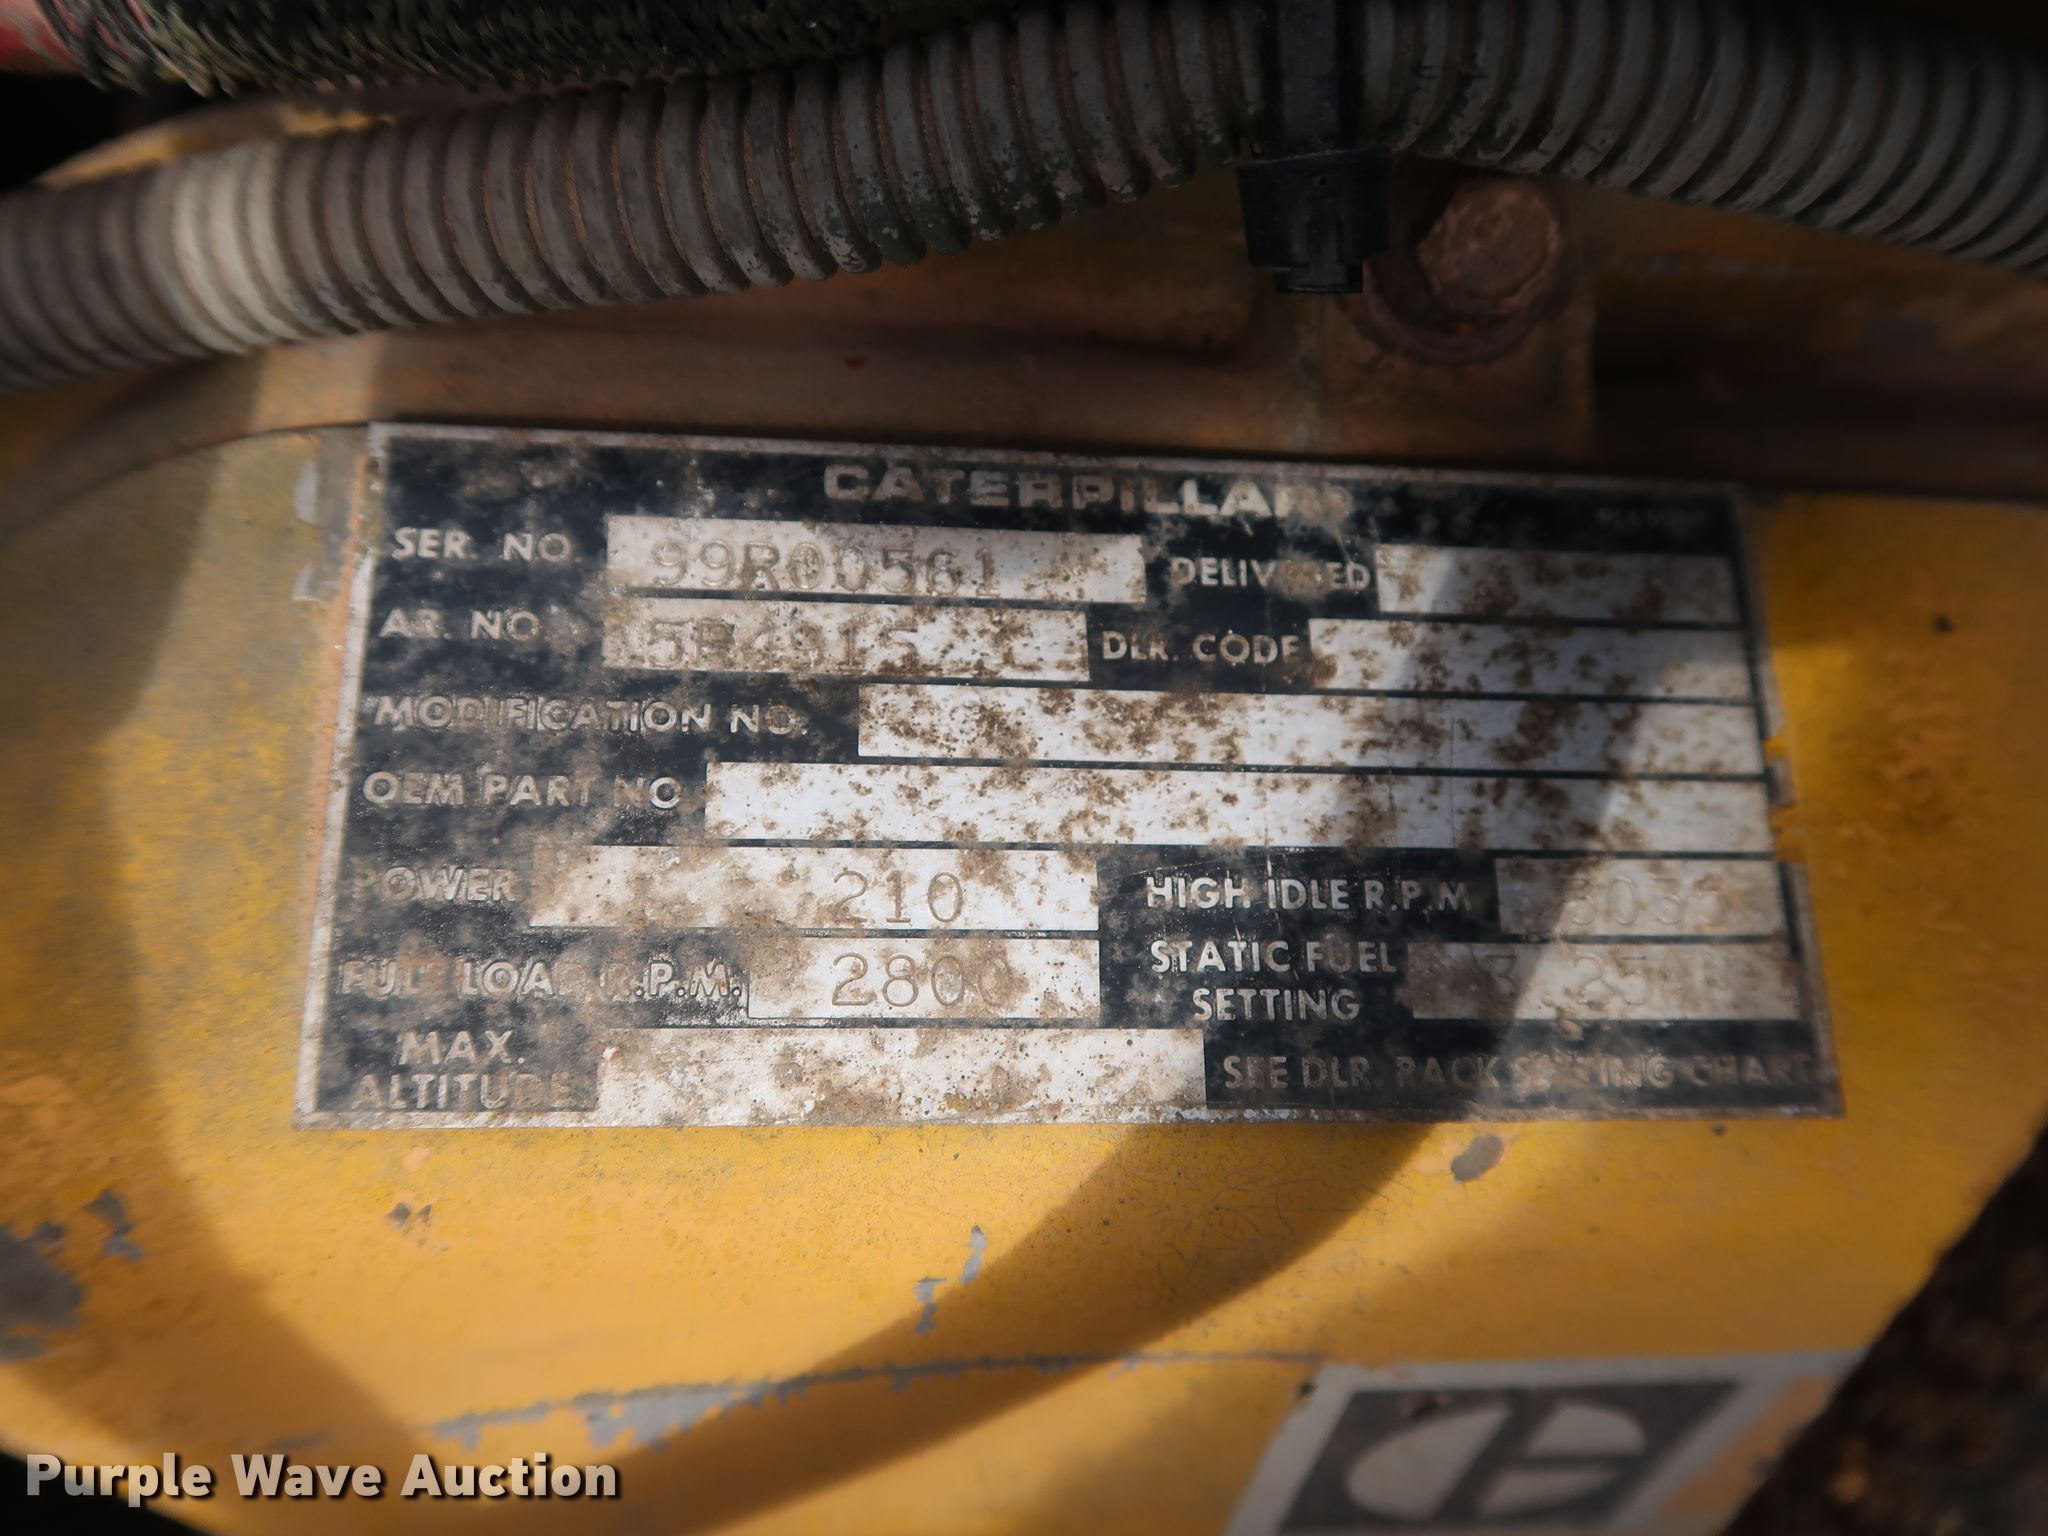 CATERPILLAR
SER. NO. 99R00561 DELIVERED
AR. NO. DLR. CODE
MODIFICATION NO.
OEM PART NO
POWER 210 HIGH IDLE R.P.M
FULL LOAD R.P.M. 2800 STATIC FUEL SETTING
MAX. ALTITUDE SEE DLR. RACK SETTING CHART
Purple Wave Auction